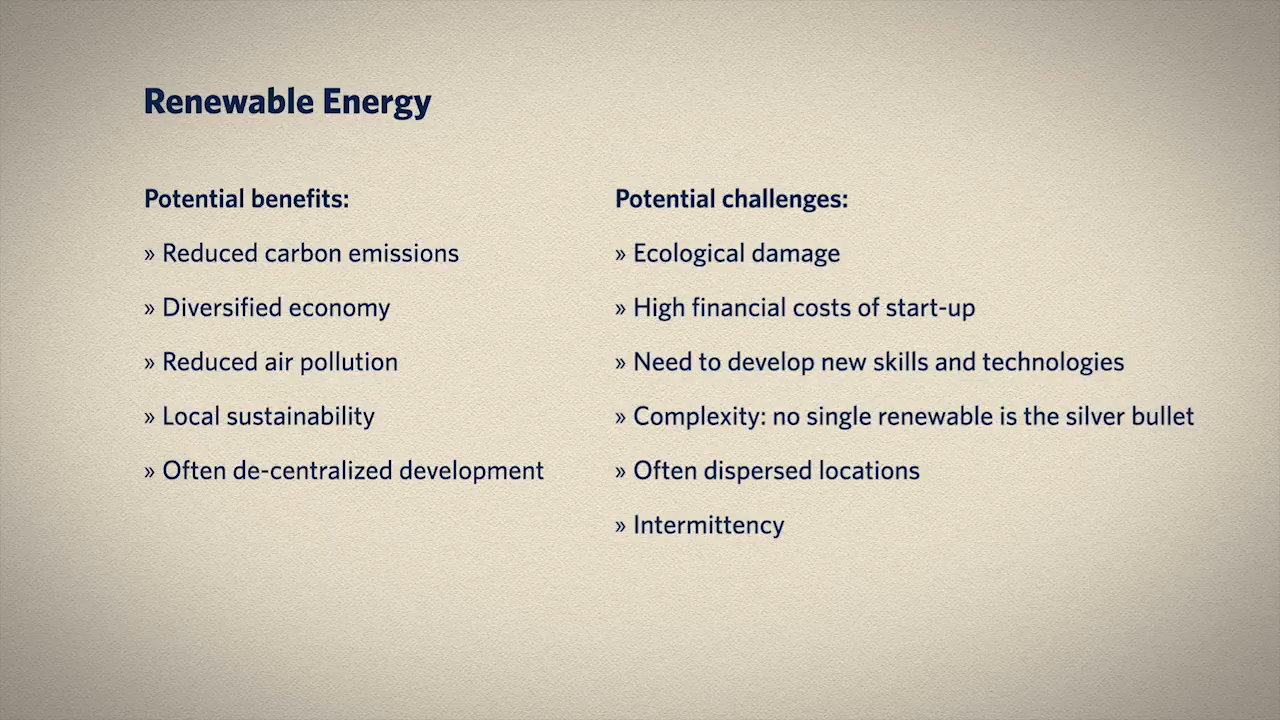 Renewable Energy
Potential benefits:
» Reduced carbon emissions
» Diversified economy
» Reduced air pollution
» Local sustainability
» Often de-centralized development
Potential challenges:
» Ecological damage
» High financial costs of start-up
» Need to develop new skills and technologies
» Complexity: no single renewable is the silver bullet
» Often dispersed locations
» Intermittency